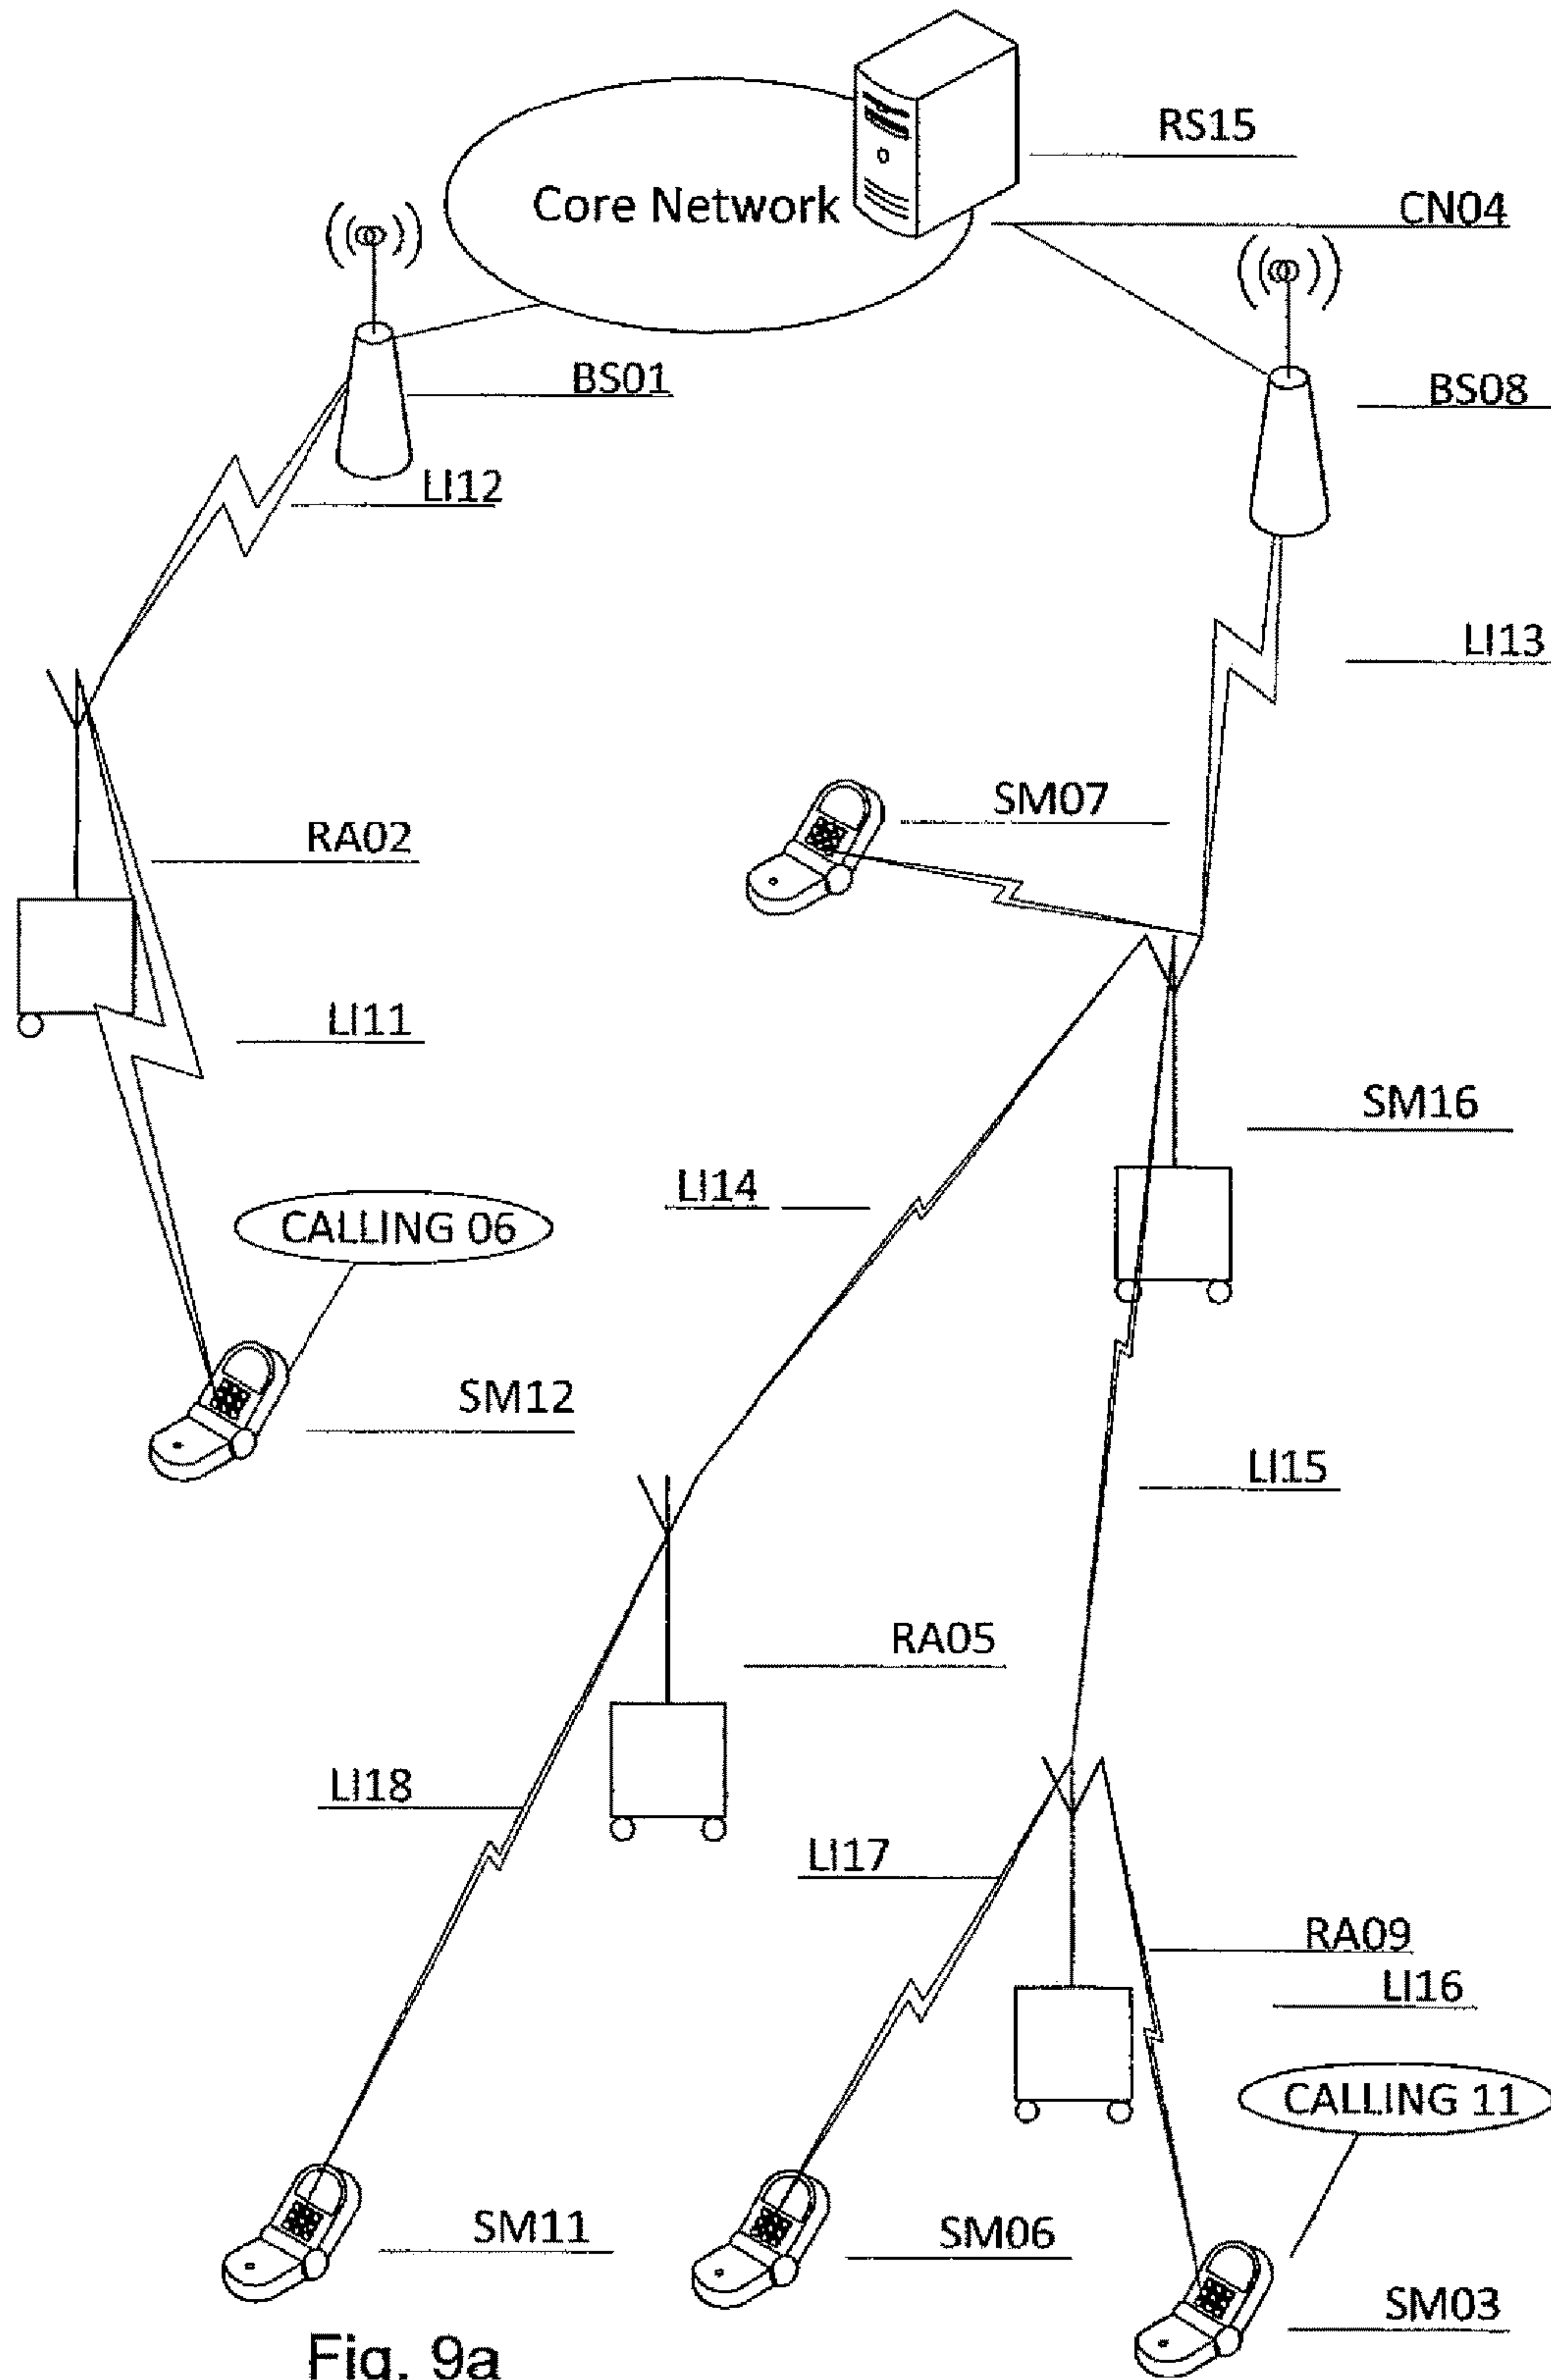 RS15
Core Network
CN04
BS01
BS08
LI12
LI13
SM07
RA02
LI11
SM16
LI14
CALLING 06
SM12
LI15
RA05
LI18
LI17
RA09
LI16
CALLING 11
SM11
SM06
SM03
Fig. 9a